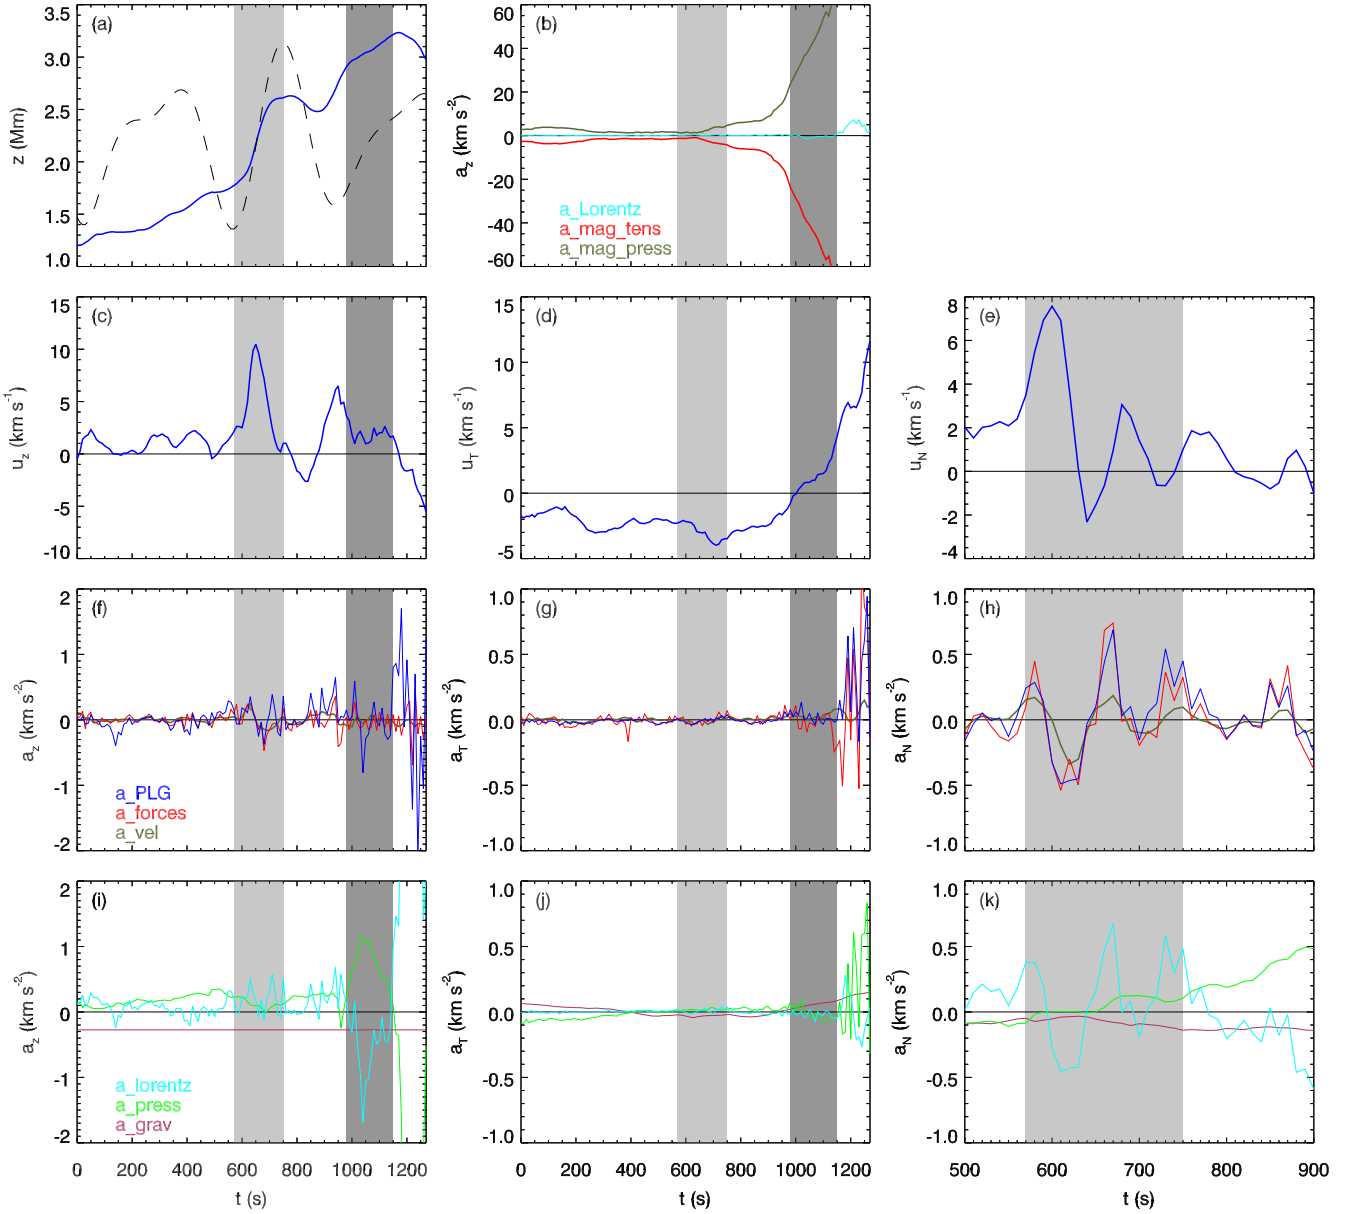 (a)
3.5
3.0
2.5
2.0
1.5
1.0
z (Mm)
(b)
60
40
20
0
-20
-40
-60
a_z (km s^-2)
a_Lorentz
a_mag_tens
a_mag_press
(c)
15
10
5
0
-5
-10
u_z (km s^-1)
(d)
15
10
5
0
-5
u_T (km s^-1)
(e)
8
6
4
2
0
-2
-4
u_N (km s^-1)
(f)
2
1
0
-1
-2
a_z (km s^-2)
a_PLG
a_forces
a_vel
(g)
1.0
0.5
0.0
-0.5
-1.0
a_T (km s^-2)
(h)
1.0
0.5
0.0
-0.5
-1.0
a_N (km s^-2)
(i)
2
1
0
-1
-2
a_z (km s^-2)
a_lorentz
a_press
a_grav
0 200 400 600 800 1000 1200
t (s)
(j)
1.0
0.5
0.0
-0.5
-1.0
a_T (km s^-2)
0 200 400 600 800 1000 1200
t (s)
(k)
1.0
0.5
0.0
-0.5
-1.0
a_N (km s^-2)
500 600 700 800 900
t (s)